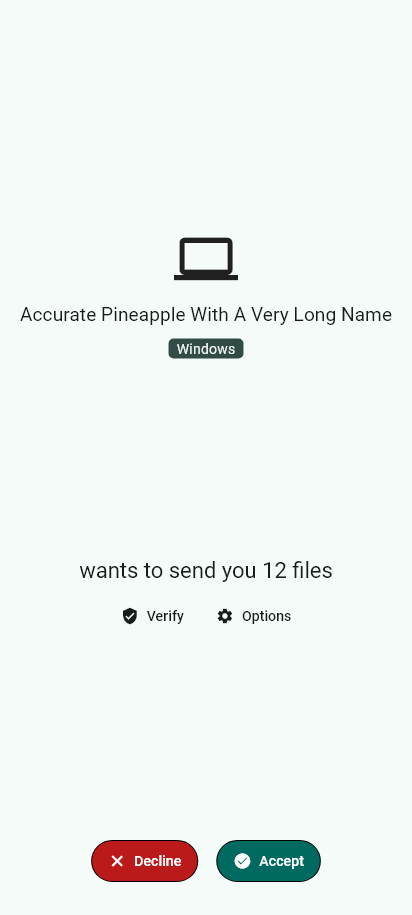 Accurate Pineapple With A Very Long Name
Windows
wants to send you 12 files
Verify
Options
Decline
Accept